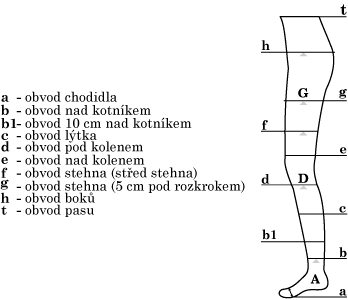 a - obvod chodidla
b - obvod nad kotníkem
b1- obvod 10 cm nad kotníkem
c - obvod lýtka
d - obvod pod kolenem
e - obvod nad kolenem
f - obvod stehna (střed stehna)
g - obvod stehna (5 cm pod rozkrokem)
h - obvod boků
t - obvod pasu
t
h
G
g
f
e
d
D
c
b1
b
A
a